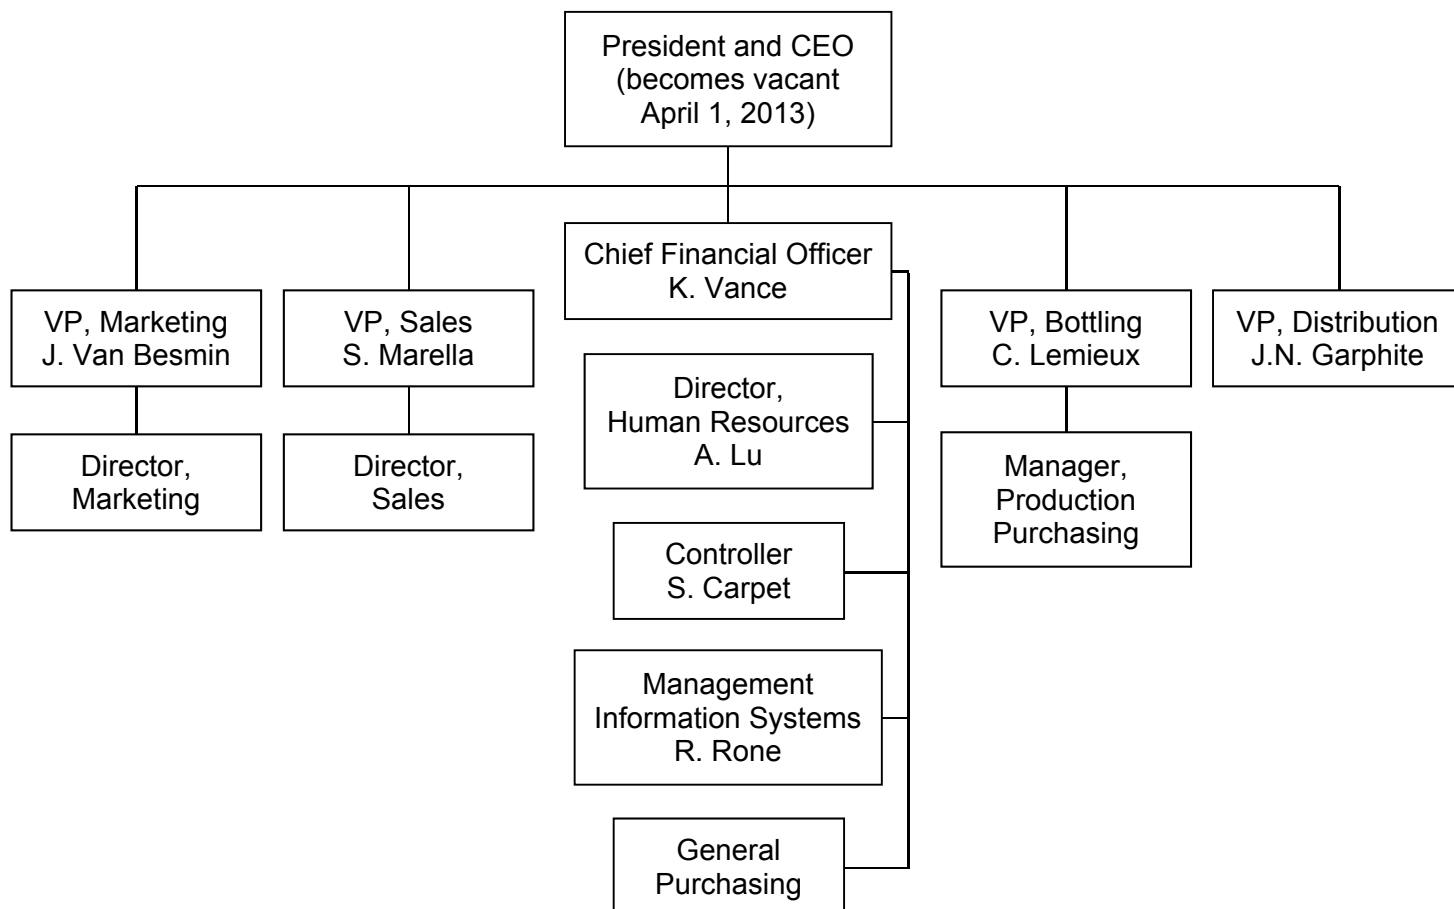 President and CEO
(becomes vacant
April 1, 2013)
Chief Financial Officer
K. Vance
VP, Marketing
J. Van Besmin
VP, Sales
S. Marella
VP, Bottling
C. Lemieux
VP, Distribution
J.N. Garphite
Director,
Human Resources
A. Lu
Director,
Marketing
Director,
Sales
Manager,
Production
Purchasing
Controller
S. Carpet
Management
Information Systems
R. Rone
General
Purchasing